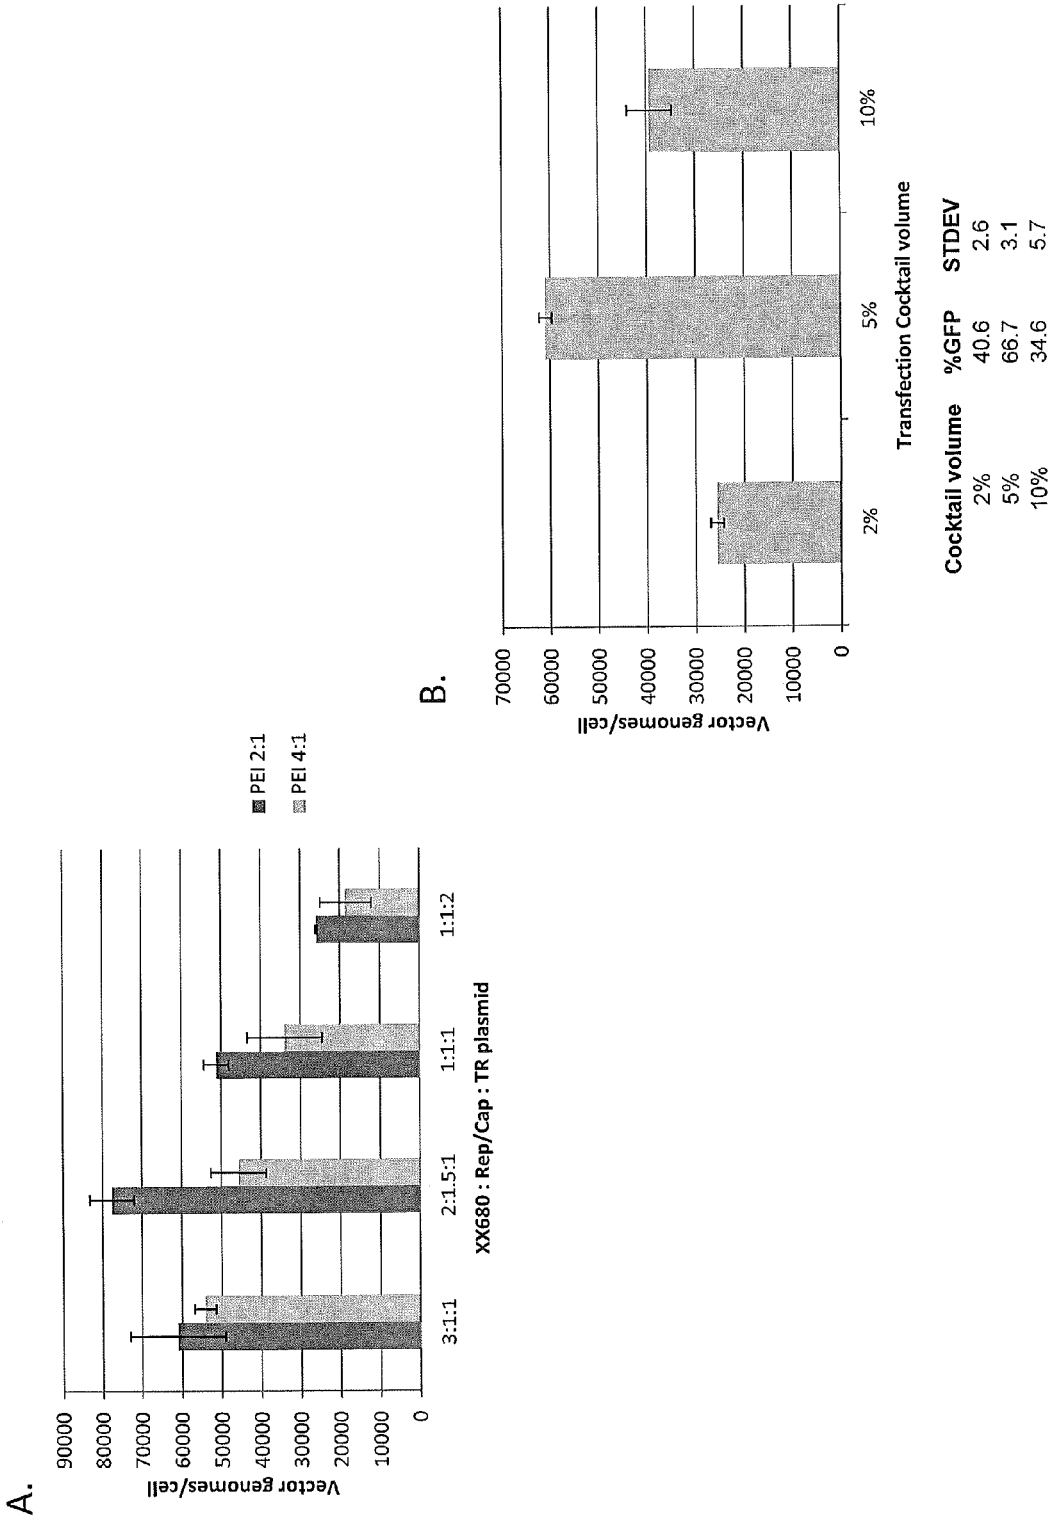 A.
Vector genomes/cell
90000
80000
70000
60000
50000
40000
30000
20000
10000
0
3:1:1
2:1.5:1
1:1:1
1:1:2
XX680 : Rep/Cap : TR plasmid
PEI 2:1
PEI 4:1
B.
Vector genomes/cell
70000
60000
50000
40000
30000
20000
10000
0
2%
5%
10%
Transfection Cocktail volume
Cocktail volume %GFP STDEV
2% 40.6 2.6
5% 66.7 3.1
10% 34.6 5.7